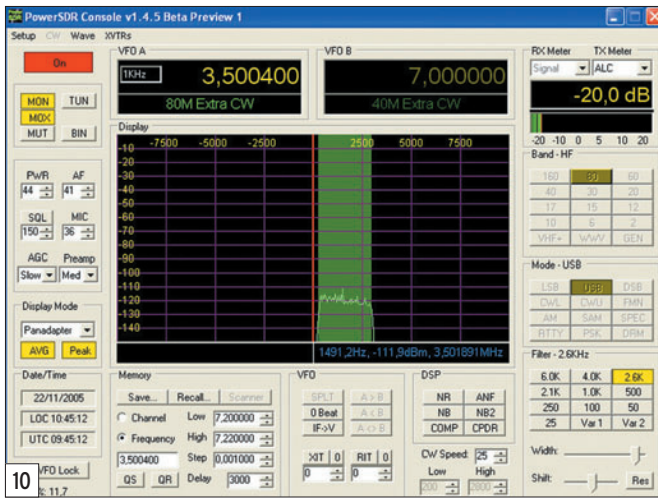 PowerSDR Console v1.4.5 Beta Preview 1
Setup CW Wave XVTRs
On
MON TUN
MOX
MUT BIN
PWR AF
44 41
SQL MIC
150 36
AGC Preamp
Slow Med
Display Mode
Panadapter
AVG Peak
Date/Time
22/11/2005
LOC 10:45:12
UTC 09:45:12
VFO Lock
%: 11,7
10
VFO A
1KHz 3,500400
80M Extra CW
VFO B
7,000000
40M Extra CW
Display
-7500 -5000 -2500 2500 5000 7500
-10
-20
-30
-40
-50
-60
-70
-80
-90
-100
-110
-120
-130
-140
1491,2Hz, -111,9dBm, 3,501891MHz
Memory
Save... Recall... Scanner
Channel Low 7,200000
Frequency High 7,220000
3,500400 Step 0,001000
QS QR Delay 3000
VFO
SPLT A > B
0 Beat A < B
IF->V A <> B
XIT 0 RIT 0
0 0
DSP
NR ANF
NB NB2
COMP CPDR
CW Speed: 25
Low High
200 2800
RX Meter TX Meter
Signal ALC
-20,0 dB
-20 -10 0 5 10 20
Band - HF
160 80 60
40 30 20
17 15 12
10 6 2
VHF+ WWV GEN
Mode - USB
LSB USB DSB
CWL CWU FMN
AM SAM SPEC
RTTY PSK DRM
Filter - 2.6KHz
6.0K 4.0K 2.6K
2.1K 1.0K 500
250 100 50
25 Var 1 Var 2
Width:
Shift: Res